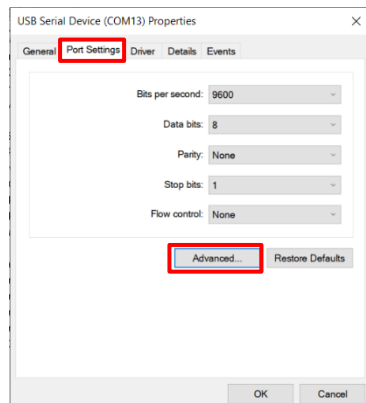 USB Serial Device (COM13) Properties
General Port Settings Driver Details Events
Bits per second: 9600
Data bits: 8
Parity: None
Stop bits: 1
Flow control: None
Advanced... Restore Defaults
OK Cancel